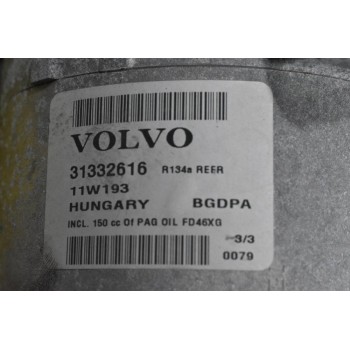 VOLVO
31332616 R134a REER
11W193
HUNGARY BGDPA
INCL. 150 cc Of PAG OIL FD46XG
3/3
0079